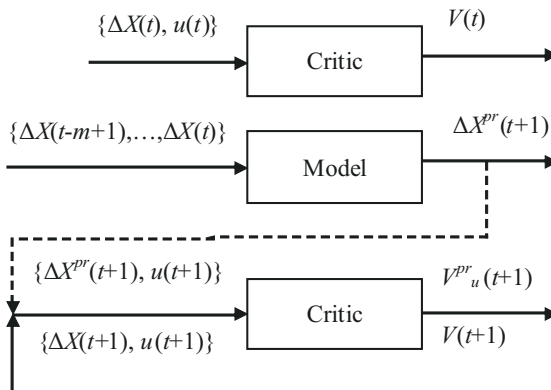 {ΔX(t), u(t)}
Critic
V(t)
{ΔX(t-m+1),…,ΔX(t)}
Model
ΔX^pr(t+1)
{ΔX^pr(t+1), u(t+1)}
Critic
V^pr_u(t+1)
{ΔX(t+1), u(t+1)}
V(t+1)